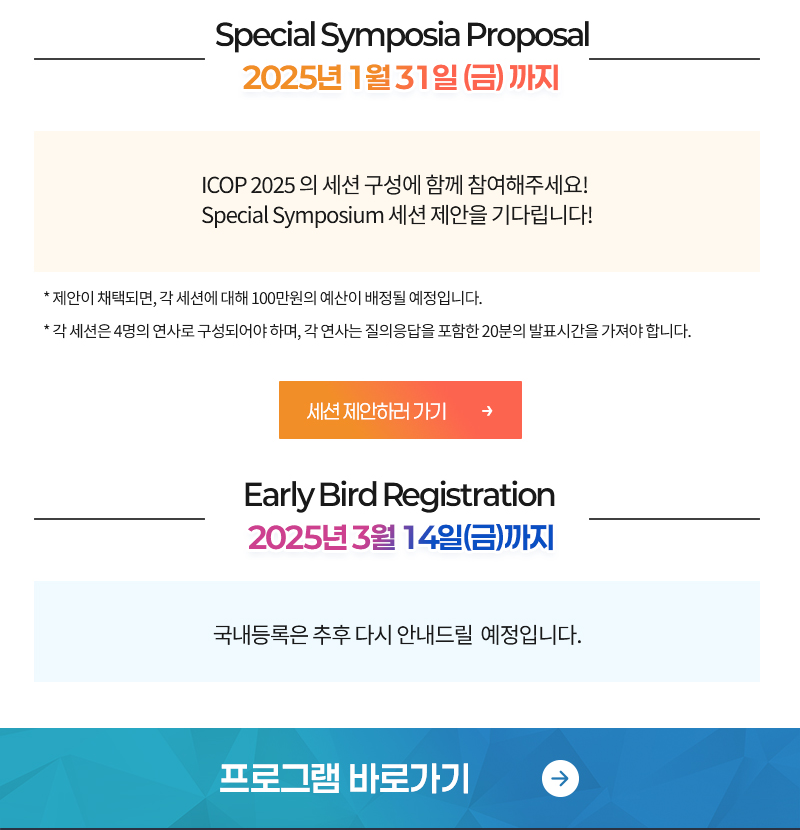 Special Symposia Proposal
2025년 1월 31일 (금) 까지
ICOP 2025 의 세션 구성에 함께 참여해주세요!
Special Symposium 세션 제안을 기다립니다!
* 제안이 채택되면, 각 세션에 대해 100만원의 예산이 배정될 예정입니다.
* 각 세션은 4명의 연사로 구성되어야 하며, 각 연사는 질의응답을 포함한 20분의 발표시간을 가져야 합니다.
세션 제안하러 가기 →
Early Bird Registration
2025년 3월 14일(금)까지
국내등록은 추후 다시 안내드릴 예정입니다.
프로그램 바로가기